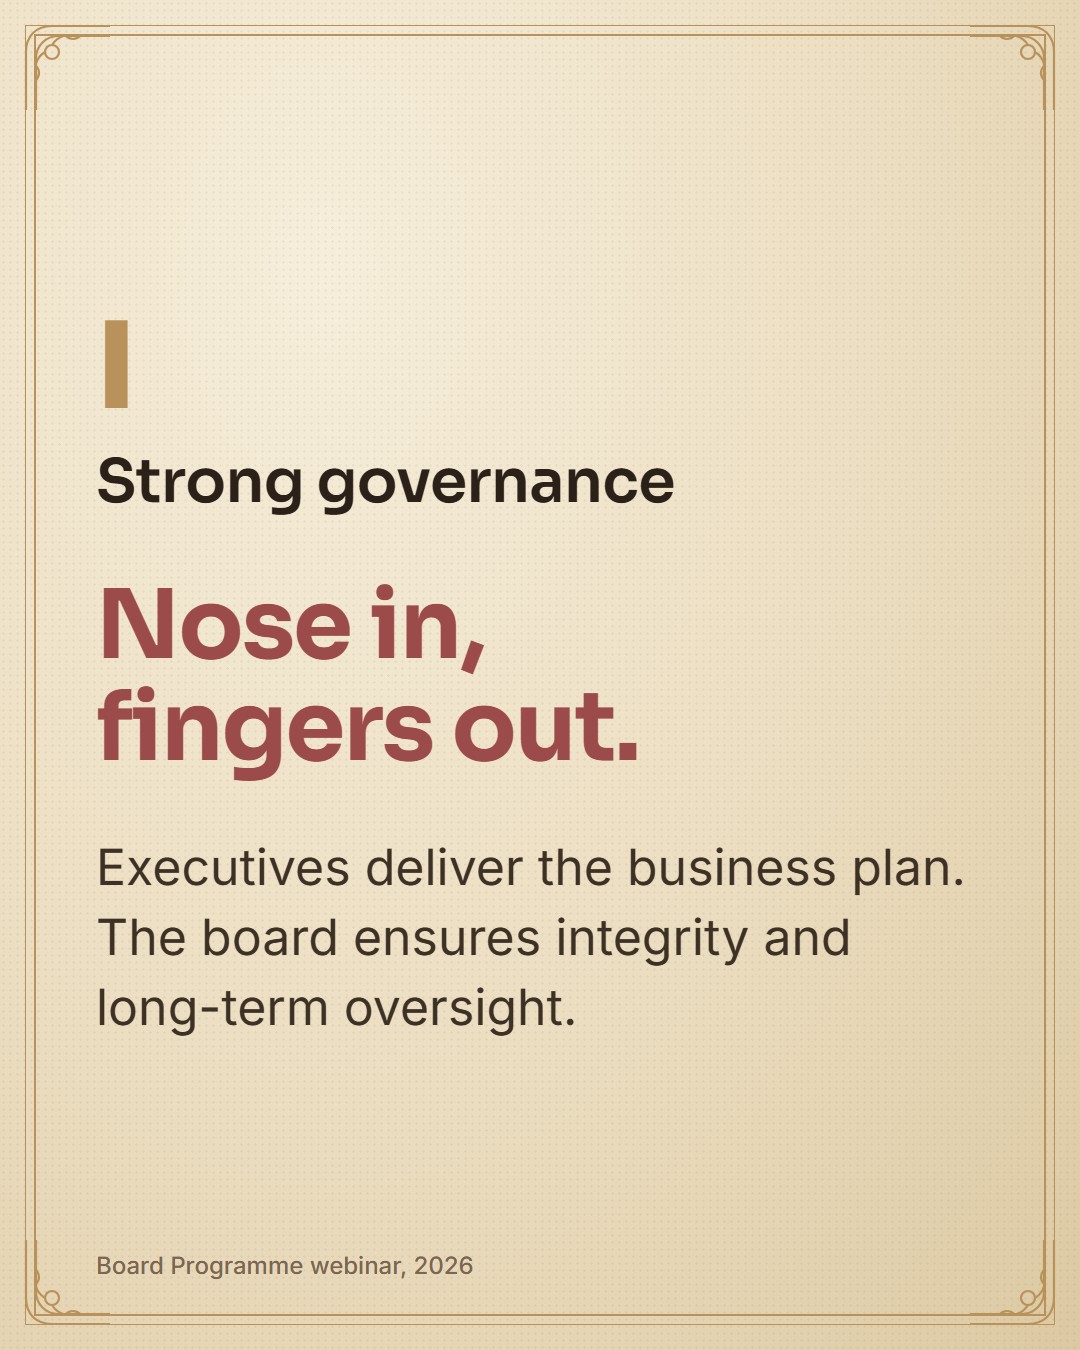 I
Strong governance
Nose in,
fingers out.
Executives deliver the business plan.
The board ensures integrity and
long-term oversight.
Board Programme webinar, 2026